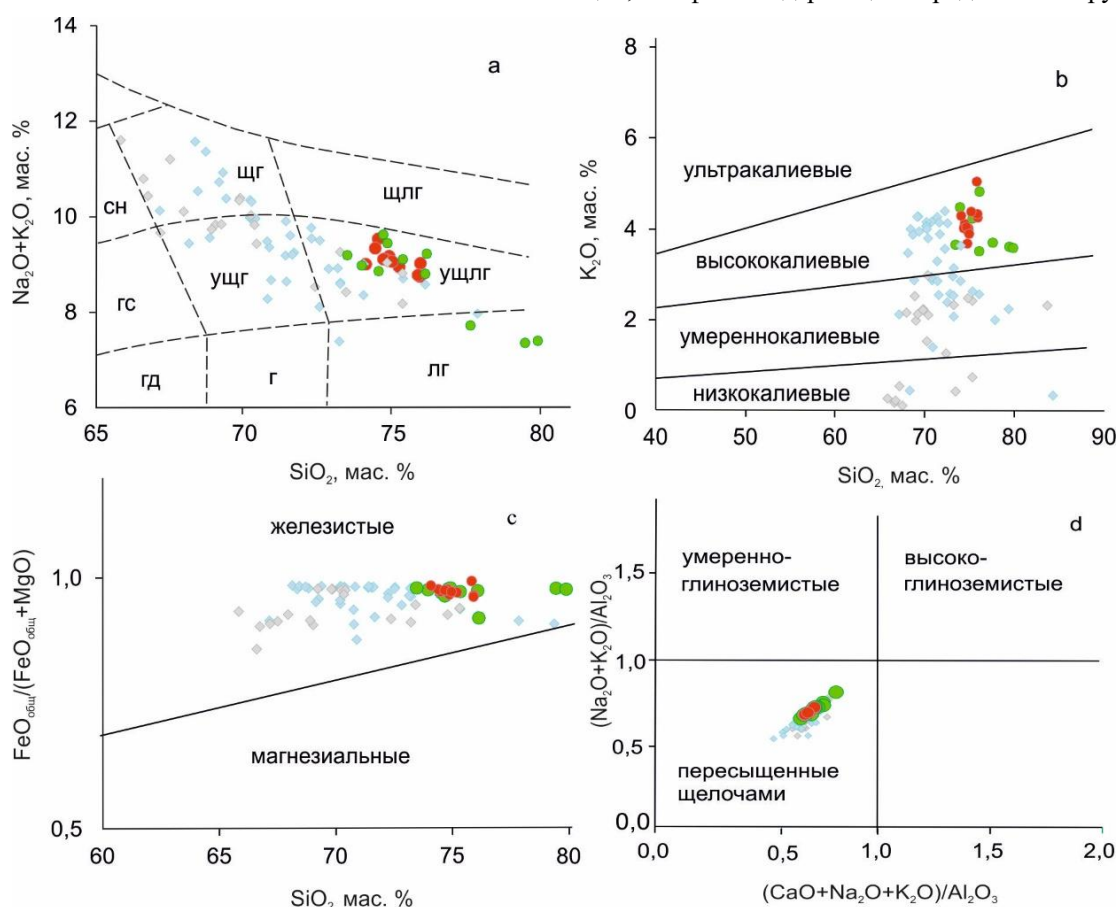 a
14
12
10
8
6
Na₂O+K₂O, мас. %
щг
щлг
сн
ущг
ущлг
гс
гд
г
лг
65
70
75
80
SiO₂, мас. %
b
8
6
4
2
0
K₂O, мас. %
ультракалиевые
высококалиевые
умереннокалиевые
низкокалиевые
40
50
60
70
80
90
SiO₂, мас. %
c
железистые
1,0
0,5
FeOобщ/(FeOобщ+MgO)
магнезиальные
60
65
70
75
80
SiO₂, мас. %
d
умеренно-
глиноземистые
высоко-
глиноземистые
1,5
1,0
0,5
0,0
(Na₂O+K₂O)/Al₂O₃
пересыщенные
щелочами
0,0
0,5
1,0
1,5
2,0
(CaO+Na₂O+K₂O)/Al₂O₃